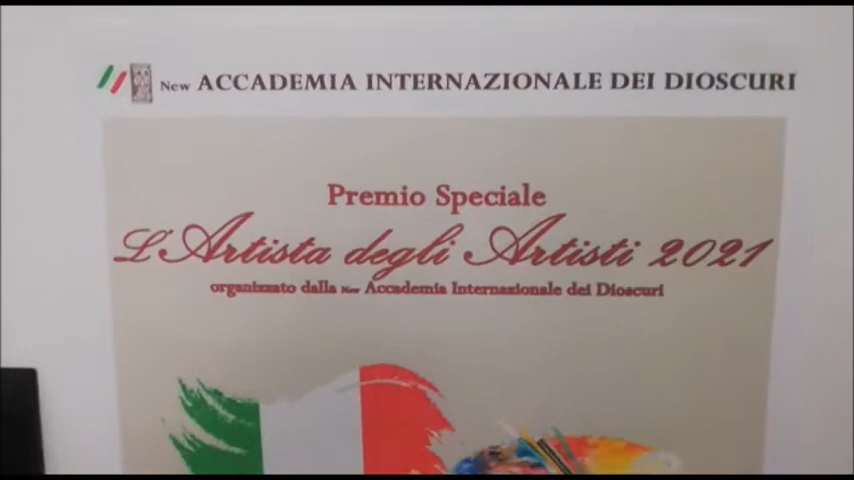 New ACCADEMIA INTERNAZIONALE DEI DIOSCURI
Premio Speciale
L'Artista degli Artisti 2021
organizzato dalla New Accademia Internazionale dei Dioscuri